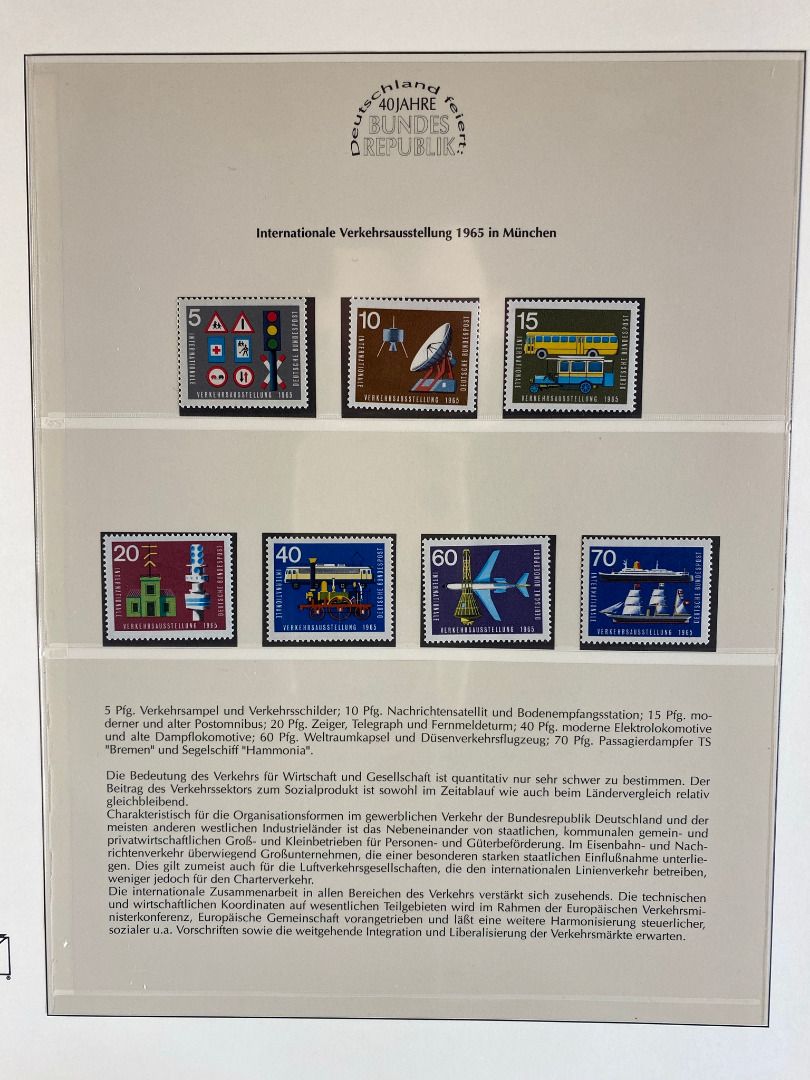 Deutschland feiert:
40 JAHRE
BUNDES
REPUBLIK
Internationale Verkehrsausstellung 1965 in München
5
INTERNATIONALE
VERKEHRSAUSSTELLUNG 1965
DEUTSCHE BUNDESPOST
10
INTERNATIONALE
VERKEHRSAUSSTELLUNG 1965
DEUTSCHE BUNDESPOST
15
INTERNATIONALE
VERKEHRSAUSSTELLUNG 1965
DEUTSCHE BUNDESPOST
20
INTERNATIONALE
VERKEHRSAUSSTELLUNG 1965
DEUTSCHE BUNDESPOST
40
INTERNATIONALE
VERKEHRSAUSSTELLUNG 1965
DEUTSCHE BUNDESPOST
60
INTERNATIONALE
VERKEHRSAUSSTELLUNG 1965
DEUTSCHE BUNDESPOST
70
INTERNATIONALE
VERKEHRSAUSSTELLUNG 1965
DEUTSCHE BUNDESPOST
5 Pfg. Verkehrsampel und Verkehrsschilder; 10 Pfg. Nachrichtensatellit und Bodenempfangsstation; 15 Pfg. mo-
derner und alter Postomnibus; 20 Pfg. Zeiger, Telegraph und Fernmeldeturm; 40 Pfg. moderne Elektrolokomotive
und alte Dampflokomotive; 60 Pfg. Weltraumkapsel und Düsenverkehrsflugzeug; 70 Pfg. Passagierdampfer TS
"Bremen" und Segelschiff "Hammonia".
Die Bedeutung des Verkehrs für Wirtschaft und Gesellschaft ist quantitativ nur sehr schwer zu bestimmen. Der
Beitrag des Verkehrssektors zum Sozialprodukt ist sowohl im Zeitablauf wie auch beim Ländervergleich relativ
gleichbleibend.
Charakteristisch für die Organisationsformen im gewerblichen Verkehr der Bundesrepublik Deutschland und der
meisten anderen westlichen Industrieländer ist das Nebeneinander von staatlichen, kommunalen gemein- und
privatwirtschaftlichen Groß- und Kleinbetrieben für Personen- und Güterbeförderung. Im Eisenbahn- und Nach-
richtenverkehr überwiegend Großunternehmen, die einer besonderen starken staatlichen Einflußnahme unterlie-
gen. Dies gilt zumeist auch für die Luftverkehrsgesellschaften, die den internationalen Linienverkehr betreiben,
weniger jedoch für den Charterverkehr.
Die internationale Zusammenarbeit in allen Bereichen des Verkehrs verstärkt sich zusehends. Die technischen
und wirtschaftlichen Koordinaten auf wesentlichen Teilgebieten wird im Rahmen der Europäischen Verkehrsmi-
nisterkonferenz, Europäische Gemeinschaft vorangetrieben und läßt eine weitere Harmonisierung steuerlicher,
sozialer u.a. Vorschriften sowie die weitgehende Integration und Liberalisierung der Verkehrsmärkte erwarten.